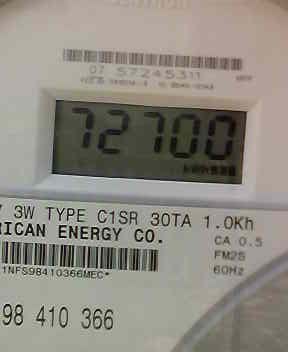 07 57245311
72700
3W TYPE C1SR 30TA 1.0Kh
RICAN ENERGY CO.
CA 0.5
FM2S
60Hz
1NFS98410366MEC*
98 410 366